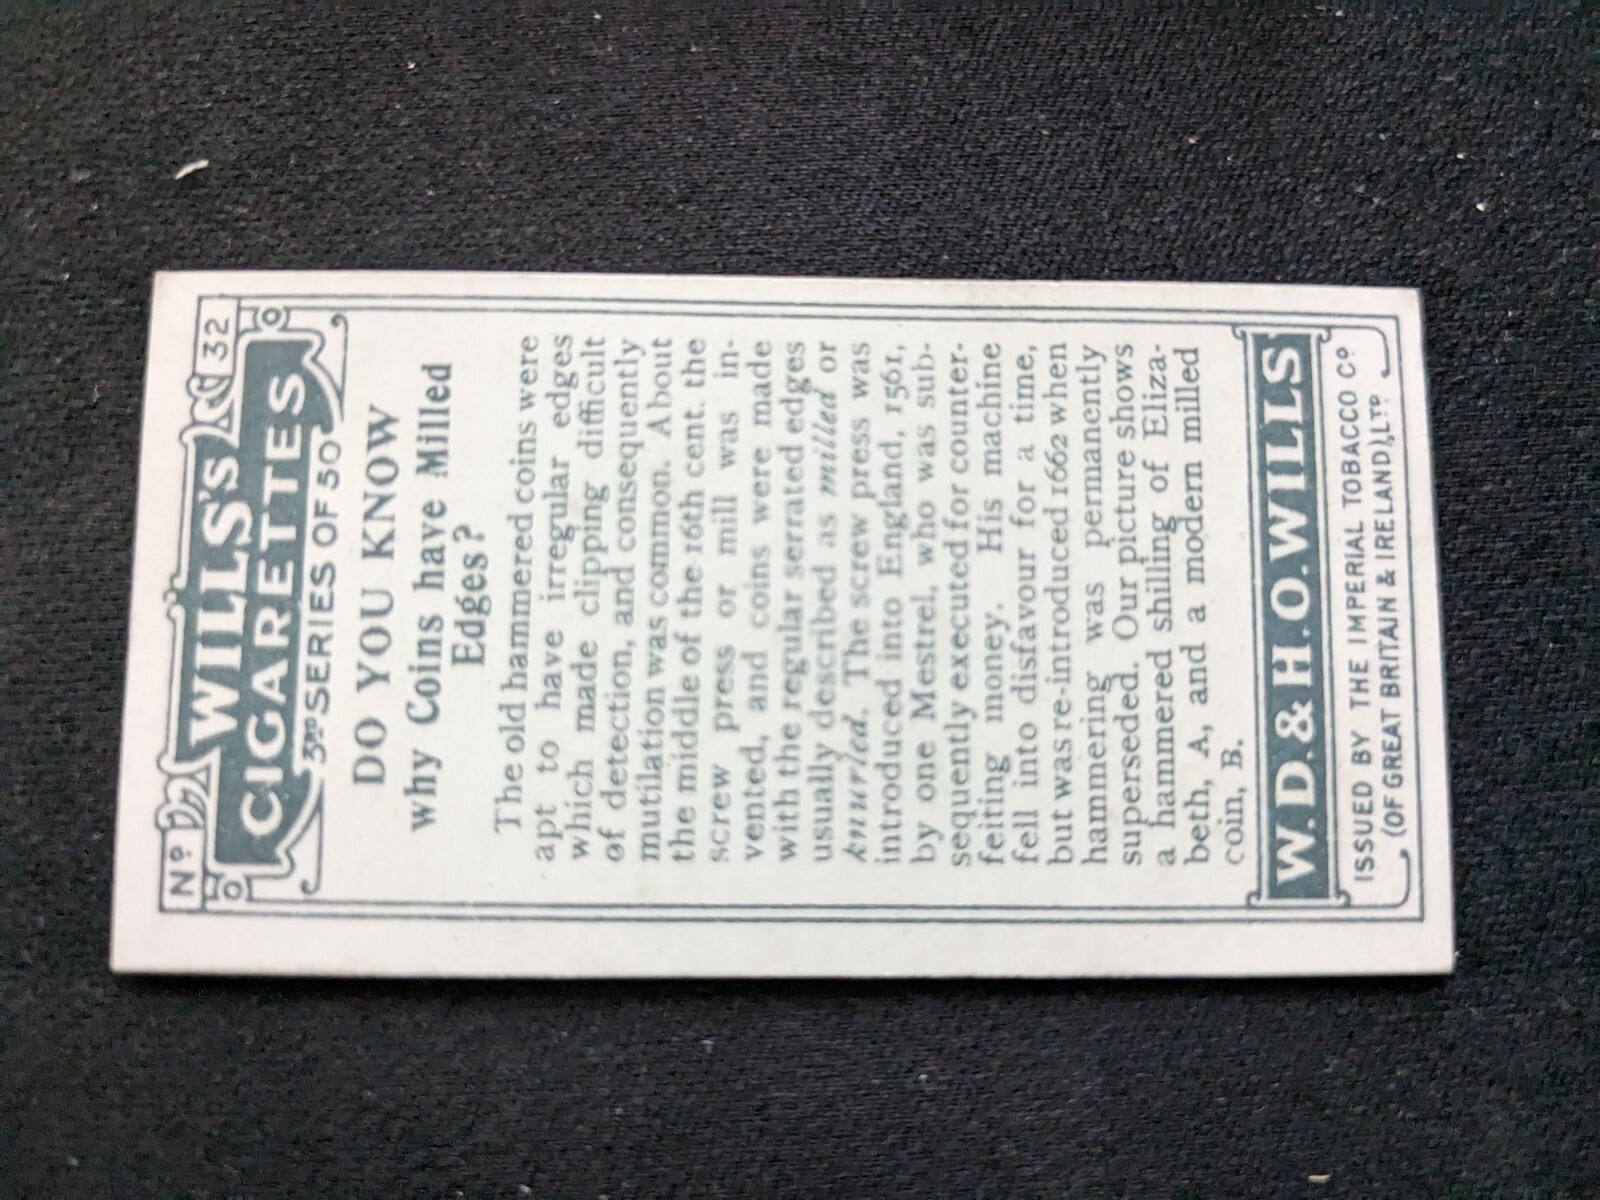 Nº 32
WILLS'S
CIGARETTES
3RD SERIES OF 50
DO YOU KNOW
why Coins have Milled
Edges?
The old hammered coins were
apt to have irregular edges
which made clipping difficult
of detection, and consequently
mutilation was common. About
the middle of the 16th cent. the
screw press or mill was in-
vented, and coins were made
with the regular serrated edges
usually described as milled or
knurled. The screw press was
introduced into England, 1561,
by one Mestrel, who was sub-
sequently executed for counter-
feiting money. His machine
fell into disfavour for a time,
but was re-introduced 1662 when
hammering was permanently
superseded. Our picture shows
a hammered shilling of Eliza-
beth, A, and a modern milled
coin, B.
W.D. & H.O. WILLS
ISSUED BY THE IMPERIAL TOBACCO Cº
(OF GREAT BRITAIN & IRELAND), LTD